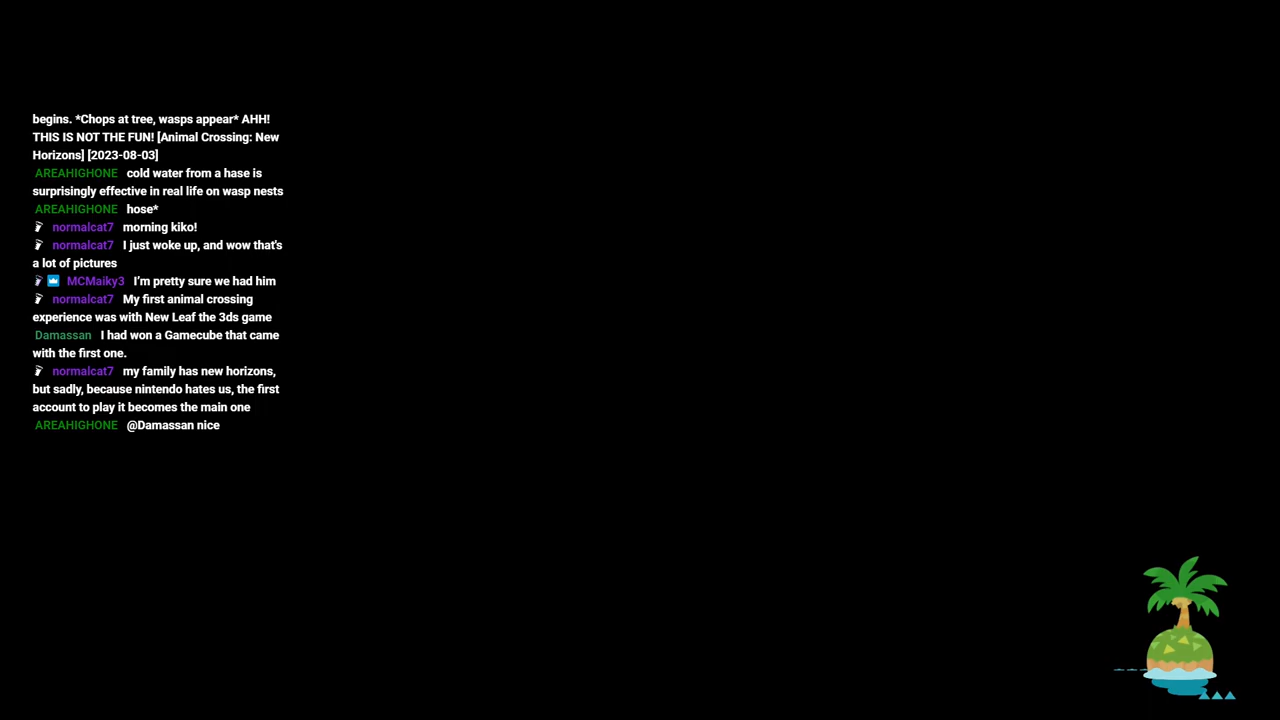 begins. *Chops at tree, wasps appear* AHH!
THIS IS NOT THE FUN! [Animal Crossing: New
Horizons] [2023-08-03]
AREAHIGHONE cold water from a hase is
surprisingly effective in real life on wasp nests
AREAHIGHONE hose*
normalcat7 morning kiko!
normalcat7 I just woke up, and wow that's
a lot of pictures
MCMaiky3 I'm pretty sure we had him
normalcat7 My first animal crossing
experience was with New Leaf the 3ds game
Damassan I had won a Gamecube that came
with the first one.
normalcat7 my family has new horizons,
but sadly, because nintendo hates us, the first
account to play it becomes the main one
AREAHIGHONE @Damassan nice